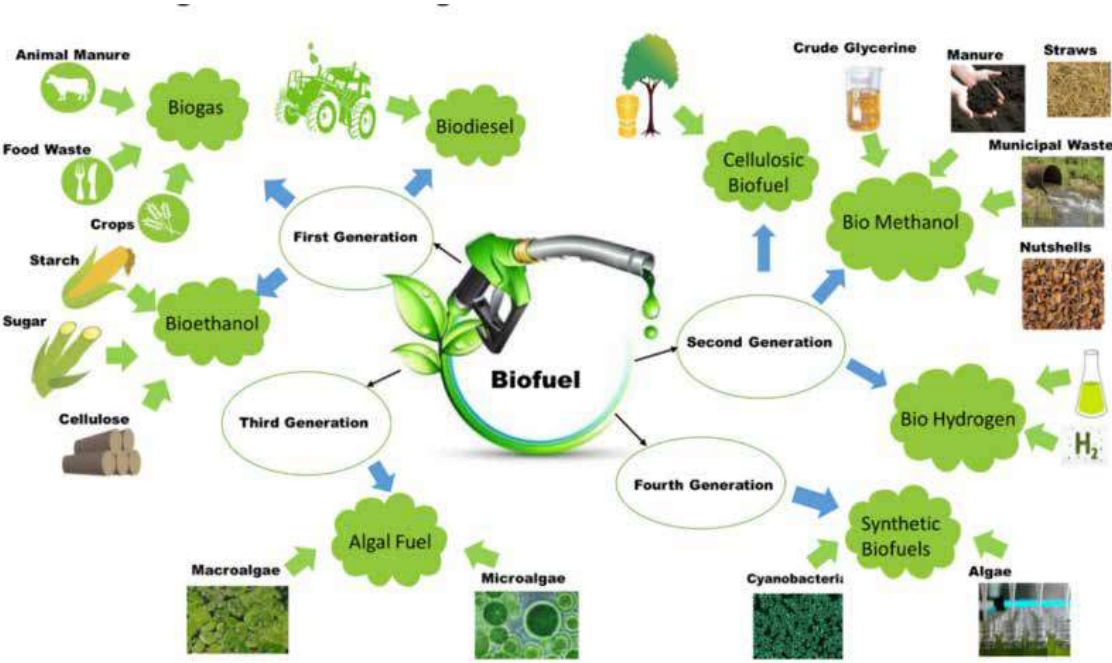 Animal Manure
Biogas
Biodiesel
Food Waste
Crops
First Generation
Starch
Bioethanol
Sugar
Cellulose
Crude Glycerine
Manure
Straws
Cellulosic
Biofuel
Bio Methanol
Municipal Waste
Nutshells
Second Generation
Biofuel
Third Generation
Bio Hydrogen
H2
Fourth Generation
Algal Fuel
Synthetic
Biofuels
Macroalgae
Microalgae
Cyanobacteria
Algae